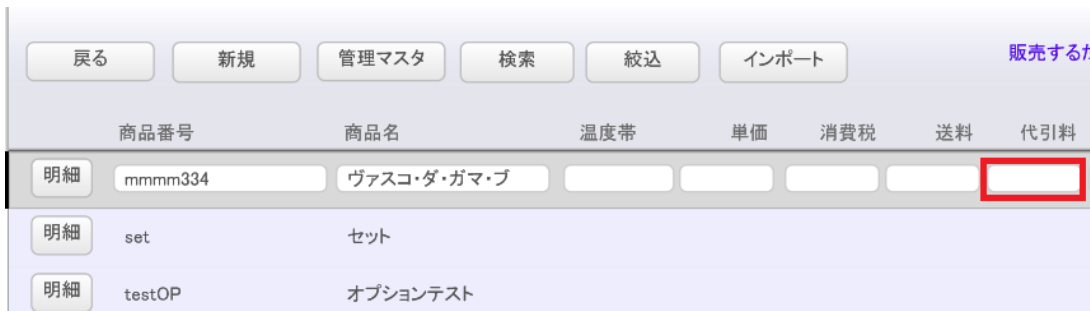 戻る 新規 管理マスタ 検索 絞込 インポート 販売する
商品番号 商品名 温度帯 単価 消費税 送料 代引料
明細 mmmm334 ヴァスコ・ダ・ガマ・ブ
明細 set セット
明細 testOP オプションテスト